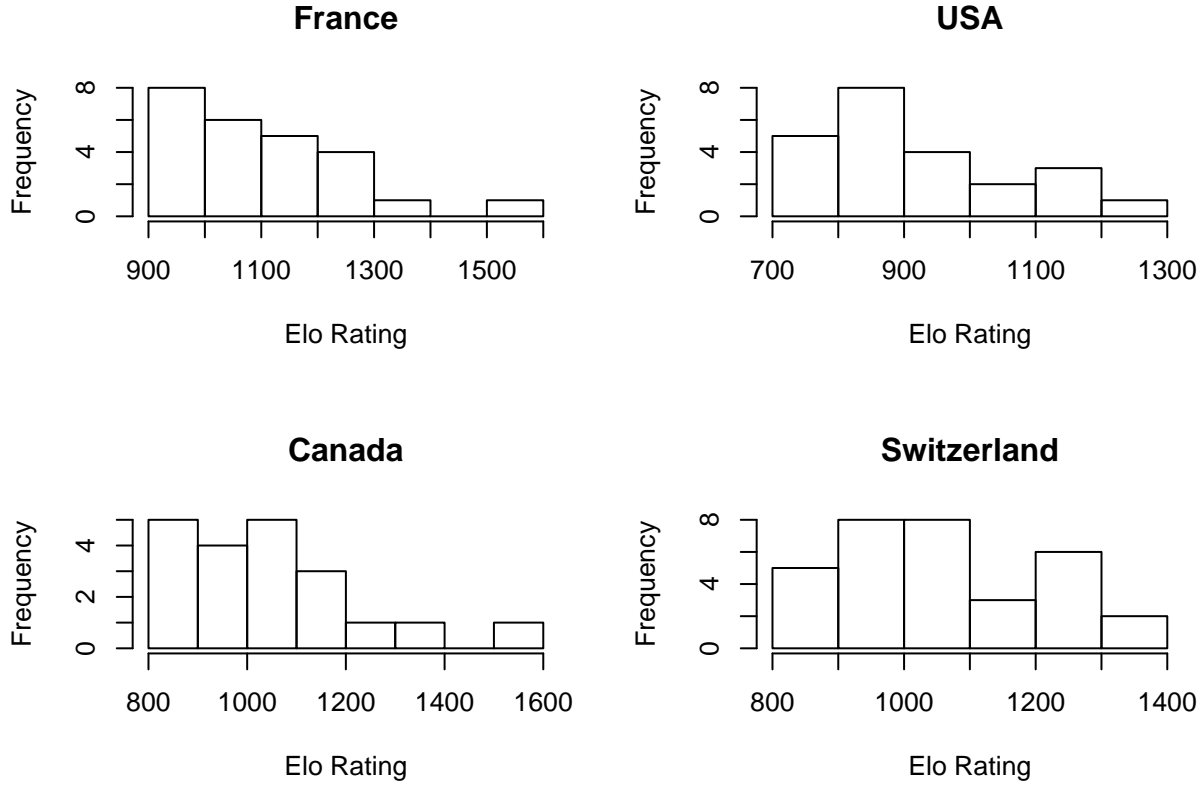 France
Frequency
0 4 8
900 1100 1300 1500
Elo Rating
USA
Frequency
0 4 8
700 900 1100 1300
Elo Rating
Canada
Frequency
0 2 4
800 1000 1200 1400 1600
Elo Rating
Switzerland
Frequency
0 4 8
800 1000 1200 1400
Elo Rating